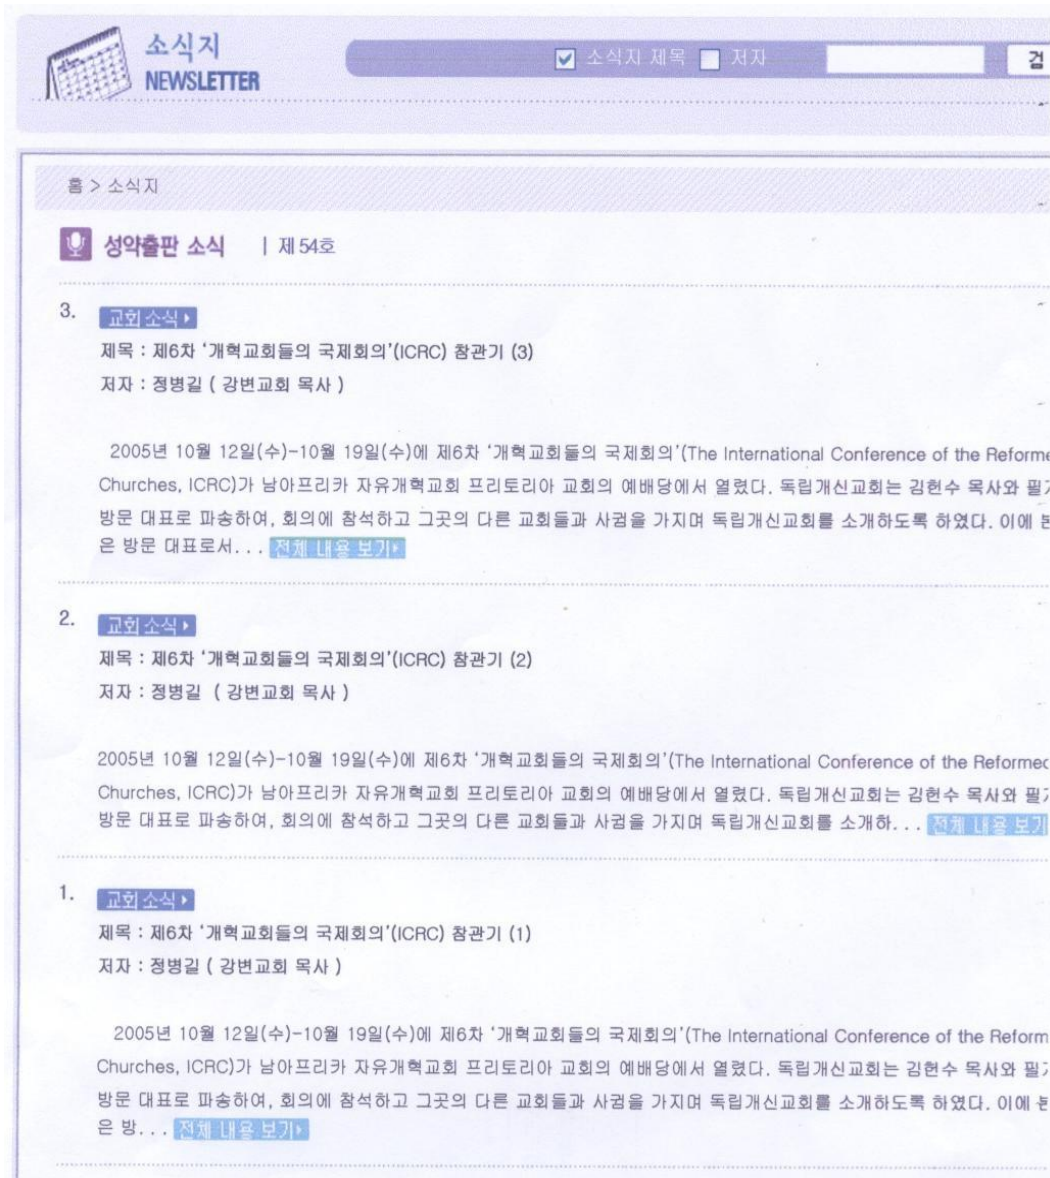 소식지
NEWSLETTER
소식지 제목 저자
검
홈 > 소식지
성약출판 소식 | 제 54호
3. 교회 소식
제목 : 제6차 '개혁교회들의 국제회의'(ICRC) 참관기 (3)
저자 : 정병길 ( 강변교회 목사 )
2005년 10월 12일(수)-10월 19일(수)에 제6차 '개혁교회들의 국제회의'(The International Conference of the Reforme
Churches, ICRC)가 남아프리카 자유개혁교회 프리토리아 교회의 예배당에서 열렸다. 독립개신교회는 김헌수 목사와 필
방문 대표로 파송하여, 회의에 참석하고 그곳의 다른 교회들과 사귐을 가지며 독립개신교회를 소개하도록 하였다. 이에
은 방문 대표로서... 전체 내용 보기
2. 교회 소식
제목 : 제6차 '개혁교회들의 국제회의'(ICRC) 참관기 (2)
저자 : 정병길 ( 강변교회 목사 )
2005년 10월 12일(수)-10월 19일(수)에 제6차 '개혁교회들의 국제회의'(The International Conference of the Reformed
Churches, ICRC)가 남아프리카 자유개혁교회 프리토리아 교회의 예배당에서 열렸다. 독립개신교회는 김헌수 목사와 필
방문 대표로 파송하여, 회의에 참석하고 그곳의 다른 교회들과 사귐을 가지며 독립개신교회를 소개하... 전체 내용 보기
1. 교회 소식
제목 : 제6차 '개혁교회들의 국제회의'(ICRC) 참관기 (1)
저자 : 정병길 ( 강변교회 목사 )
2005년 10월 12일(수)-10월 19일(수)에 제6차 '개혁교회들의 국제회의'(The International Conference of the Reform
Churches, ICRC)가 남아프리카 자유개혁교회 프리토리아 교회의 예배당에서 열렸다. 독립개신교회는 김헌수 목사와 필
방문 대표로 파송하여, 회의에 참석하고 그곳의 다른 교회들과 사귐을 가지며 독립개신교회를 소개하도록 하였다. 이에
은 방... 전체 내용 보기